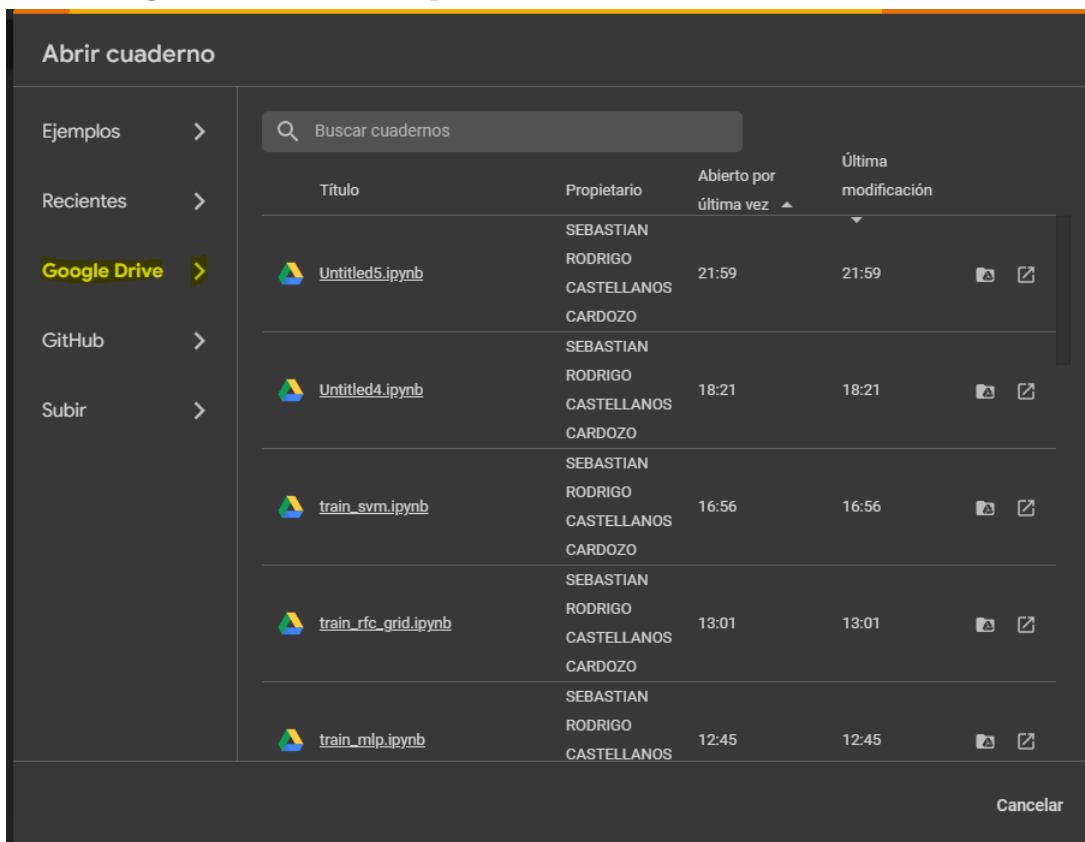 Abrir cuaderno
Ejemplos
Recientes
Google Drive
GitHub
Subir
Buscar cuadernos
Título
Propietario
Abierto por
última vez
Última
modificación
Untitled5.ipynb
SEBASTIAN
RODRIGO
CASTELLANOS
CARDOZO
21:59
21:59
Untitled4.ipynb
SEBASTIAN
RODRIGO
CASTELLANOS
CARDOZO
18:21
18:21
train_svm.ipynb
SEBASTIAN
RODRIGO
CASTELLANOS
CARDOZO
16:56
16:56
train_rfc_grid.ipynb
SEBASTIAN
RODRIGO
CASTELLANOS
CARDOZO
13:01
13:01
train_mlp.ipynb
SEBASTIAN
RODRIGO
CASTELLANOS
12:45
12:45
Cancelar